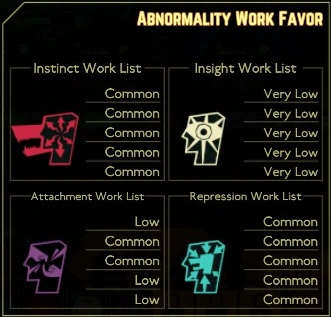 Abnormality Work Favor
Instinct Work List
Common
Common
Common
Common
Common
Insight Work List
Very Low
Very Low
Very Low
Very Low
Very Low
Attachment Work List
Low
Common
Common
Low
Low
Repression Work List
Common
Common
Common
Common
Common